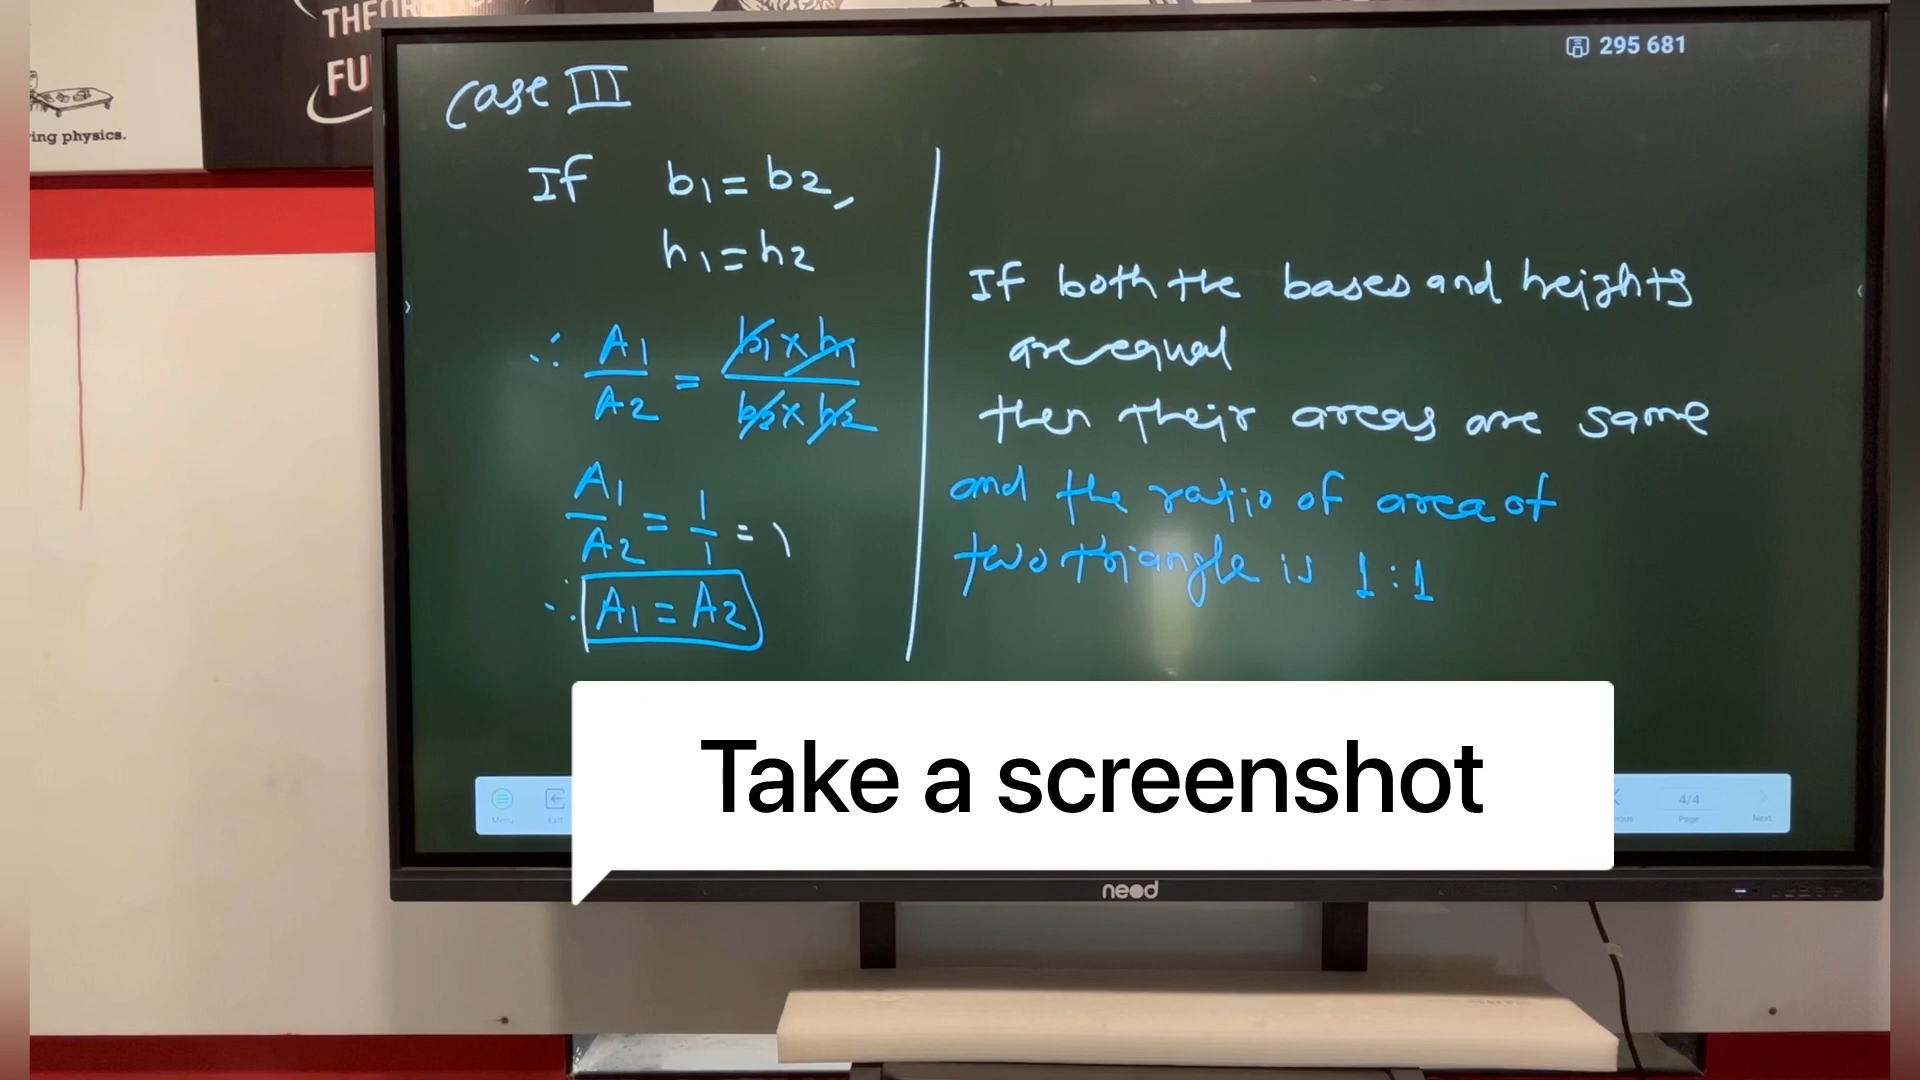 THEORETICAL
FU
ing physics.
295 681
Case III
If b1 = b2,
h1 = h2
∴ A1/A2 = b1 × h1 / b2 × h2
A1/A2 = 1/1 = 1
∴ A1 = A2
If both the bases and heights
are equal
then their areas are same
and the ratio of area of
two triangle is 1:1
Take a screenshot
Menu
Exit
4/4
Page
Next
neod